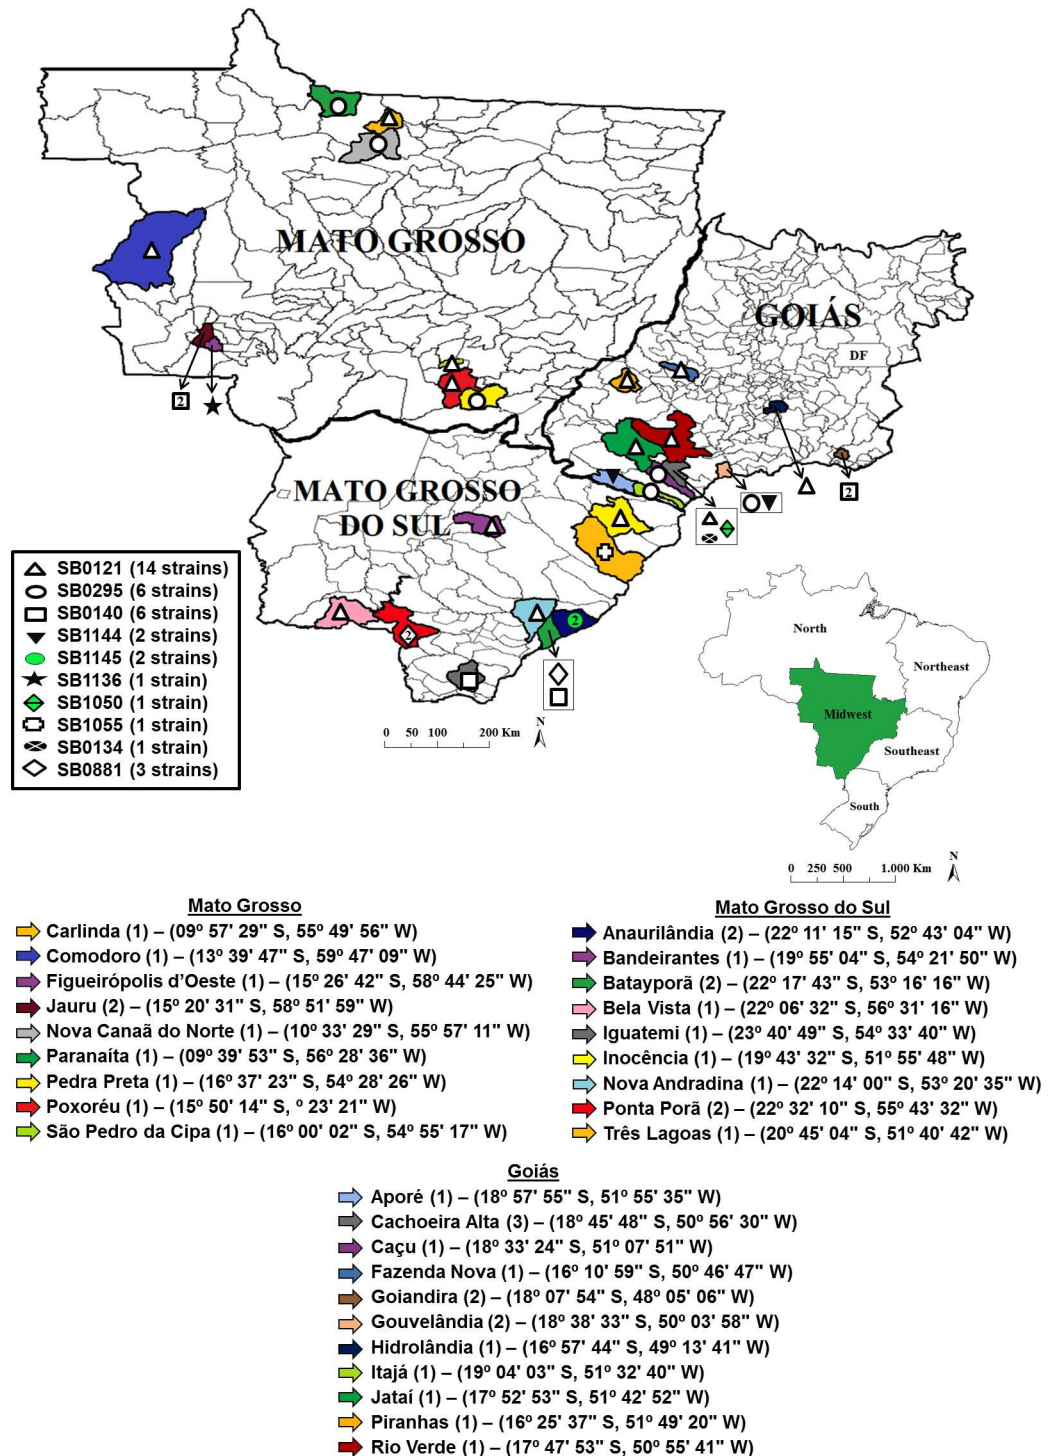 MATO GROSSO
GOIÁS
DF
2
2
MATO GROSSO
DO SUL
SB0121 (14 strains)
SB0295 (6 strains)
SB0140 (6 strains)
SB1144 (2 strains)
SB1145 (2 strains)
SB1136 (1 strain)
SB1050 (1 strain)
SB1055 (1 strain)
SB0134 (1 strain)
SB0881 (3 strains)
2
2
0 50 100 200 Km
N
North
Northeast
Midwest
Southeast
South
0 250 500 1.000 Km
N
Mato Grosso
Carlinda (1) – (09º 57' 29" S, 55º 49' 56" W)
Comodoro (1) – (13º 39' 47" S, 59º 47' 09" W)
Figueirópolis d'Oeste (1) – (15º 26' 42" S, 58º 44' 25" W)
Jauru (2) – (15º 20' 31" S, 58º 51' 59" W)
Nova Canaã do Norte (1) – (10º 33' 29" S, 55º 57' 11" W)
Paranaíta (1) – (09º 39' 53" S, 56º 28' 36" W)
Pedra Preta (1) – (16º 37' 23" S, 54º 28' 26" W)
Poxoréu (1) – (15º 50' 14" S, º 23' 21" W)
São Pedro da Cipa (1) – (16º 00' 02" S, 54º 55' 17" W)
Mato Grosso do Sul
Anaurilândia (2) – (22º 11' 15" S, 52º 43' 04" W)
Bandeirantes (1) – (19º 55' 04" S, 54º 21' 50" W)
Batayporã (2) – (22º 17' 43" S, 53º 16' 16" W)
Bela Vista (1) – (22º 06' 32" S, 56º 31' 16" W)
Iguatemi (1) – (23º 40' 49" S, 54º 33' 40" W)
Inocência (1) – (19º 43' 32" S, 51º 55' 48" W)
Nova Andradina (1) – (22º 14' 00" S, 53º 20' 35" W)
Ponta Porã (2) – (22º 32' 10" S, 55º 43' 32" W)
Três Lagoas (1) – (20º 45' 04" S, 51º 40' 42" W)
Goiás
Aporé (1) – (18º 57' 55" S, 51º 55' 35" W)
Cachoeira Alta (3) – (18º 45' 48" S, 50º 56' 30" W)
Caçu (1) – (18º 33' 24" S, 51º 07' 51" W)
Fazenda Nova (1) – (16º 10' 59" S, 50º 46' 47" W)
Goiandira (2) – (18º 07' 54" S, 48º 05' 06" W)
Gouvelândia (2) – (18º 38' 33" S, 50º 03' 58" W)
Hidrolândia (1) – (16º 57' 44" S, 49º 13' 41" W)
Itajá (1) – (19º 04' 03" S, 51º 32' 40" W)
Jataí (1) – (17º 52' 53" S, 51º 42' 52" W)
Piranhas (1) – (16º 25' 37" S, 51º 49' 20" W)
Rio Verde (1) – (17º 47' 53" S, 50º 55' 41" W)